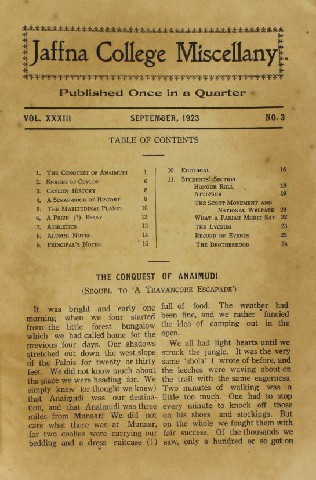 Jaffna College Miscellany
Published Once in a Quarter
VOL. XXXIII SEPTEMBER, 1923 NO. 3
TABLE OF CONTENTS
1. THE CONQUEST OF ANAIMUDI 1
2. SNAKES IN CEYLON 6
3. CEYLON HISTORY 8
4. A SCRAP-BOOK OF HISTORY 9
5. THE MARUTHONIL PLANTS 10
6. A PRIZE (?) ESSAY 12
7. ATHLETICS 13
8. ALUMNI NOTES 14
9. PRINCIPAL'S NOTES 15
10. EDITORIAL 16
11. STUDENTS' SECTION
HONOUR ROLL 19
19
THE SCOUT MOVEMENT AND
NATIONAL WELFARE 20
WHAT A PARIAH MIGHT SAY 22
THE LYCEUM 23
RECORD OF EVENTS 23
THE BROTHERHOOD 24
THE CONQUEST OF ANAIMUDI
(SEQUEL TO 'A TRAVANCORE ESCAPADE')
It was bright and early one
morning when we four started
from the little forest bungalow
which we had called home for the
previous four days. Our shadows
stretched out down the west slope
of the Palnis for twenty or thirty
feet. We did not know much about
the place we were heading for. We
simply knew (or thought we knew)
that Anaimudi was our destina-
tion, and that Anaimudi was three
miles from Munaar. We did not
care what was at Munaar,
for two coolies were carrying our
bedding and a dress suitcase (!)
full of food. The weather had
been fine, and we rather fancied
the idea of camping out in the
open.
We all had light hearts until we
struck the jungle. It was the very
same 'shola' I wrote of before, and
the leeches were waving about on
the trail with the same eagerness.
Two minutes of walking was a
little too much. One had to stop
every minute to knock off those
on his shoes and stockings. But
on the whole we fought them with
fair success. Of the thousands we
saw, only a hundred or so got on